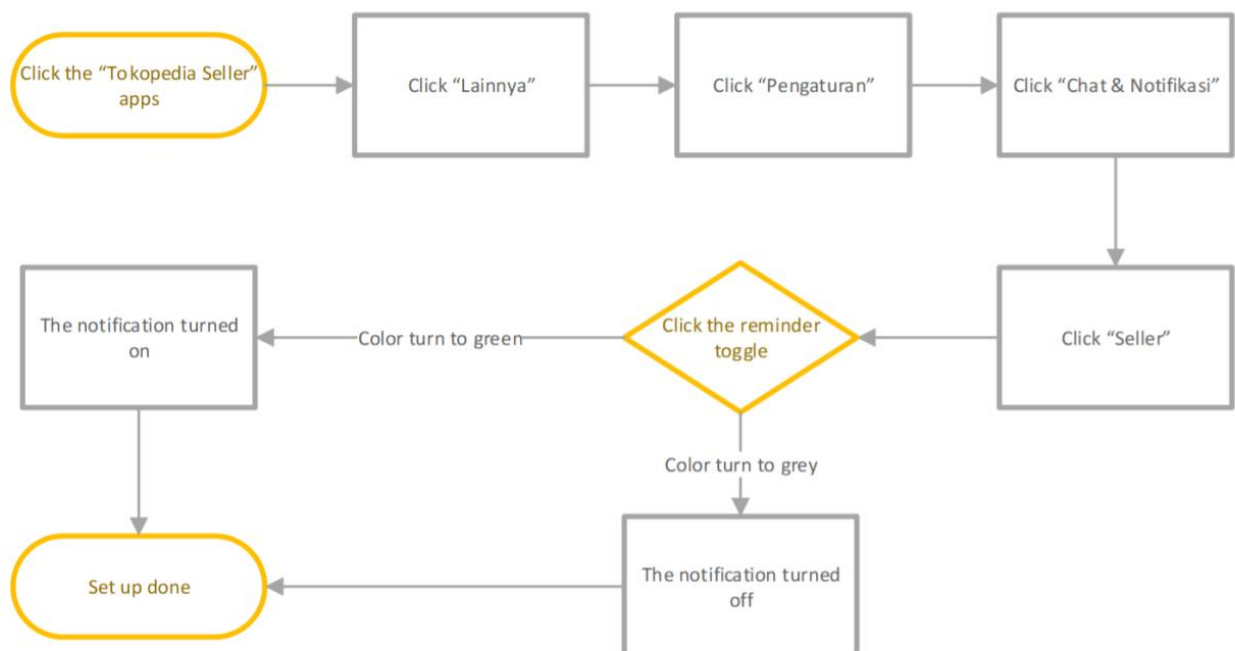 Click the “Tokopedia Seller”
apps
Click “Lainnya”
Click “Pengaturan”
Click “Chat & Notifikasi”
The notification turned
on
Color turn to green
Click the reminder
toggle
Click “Seller”
Color turn to grey
Set up done
The notification turned
off